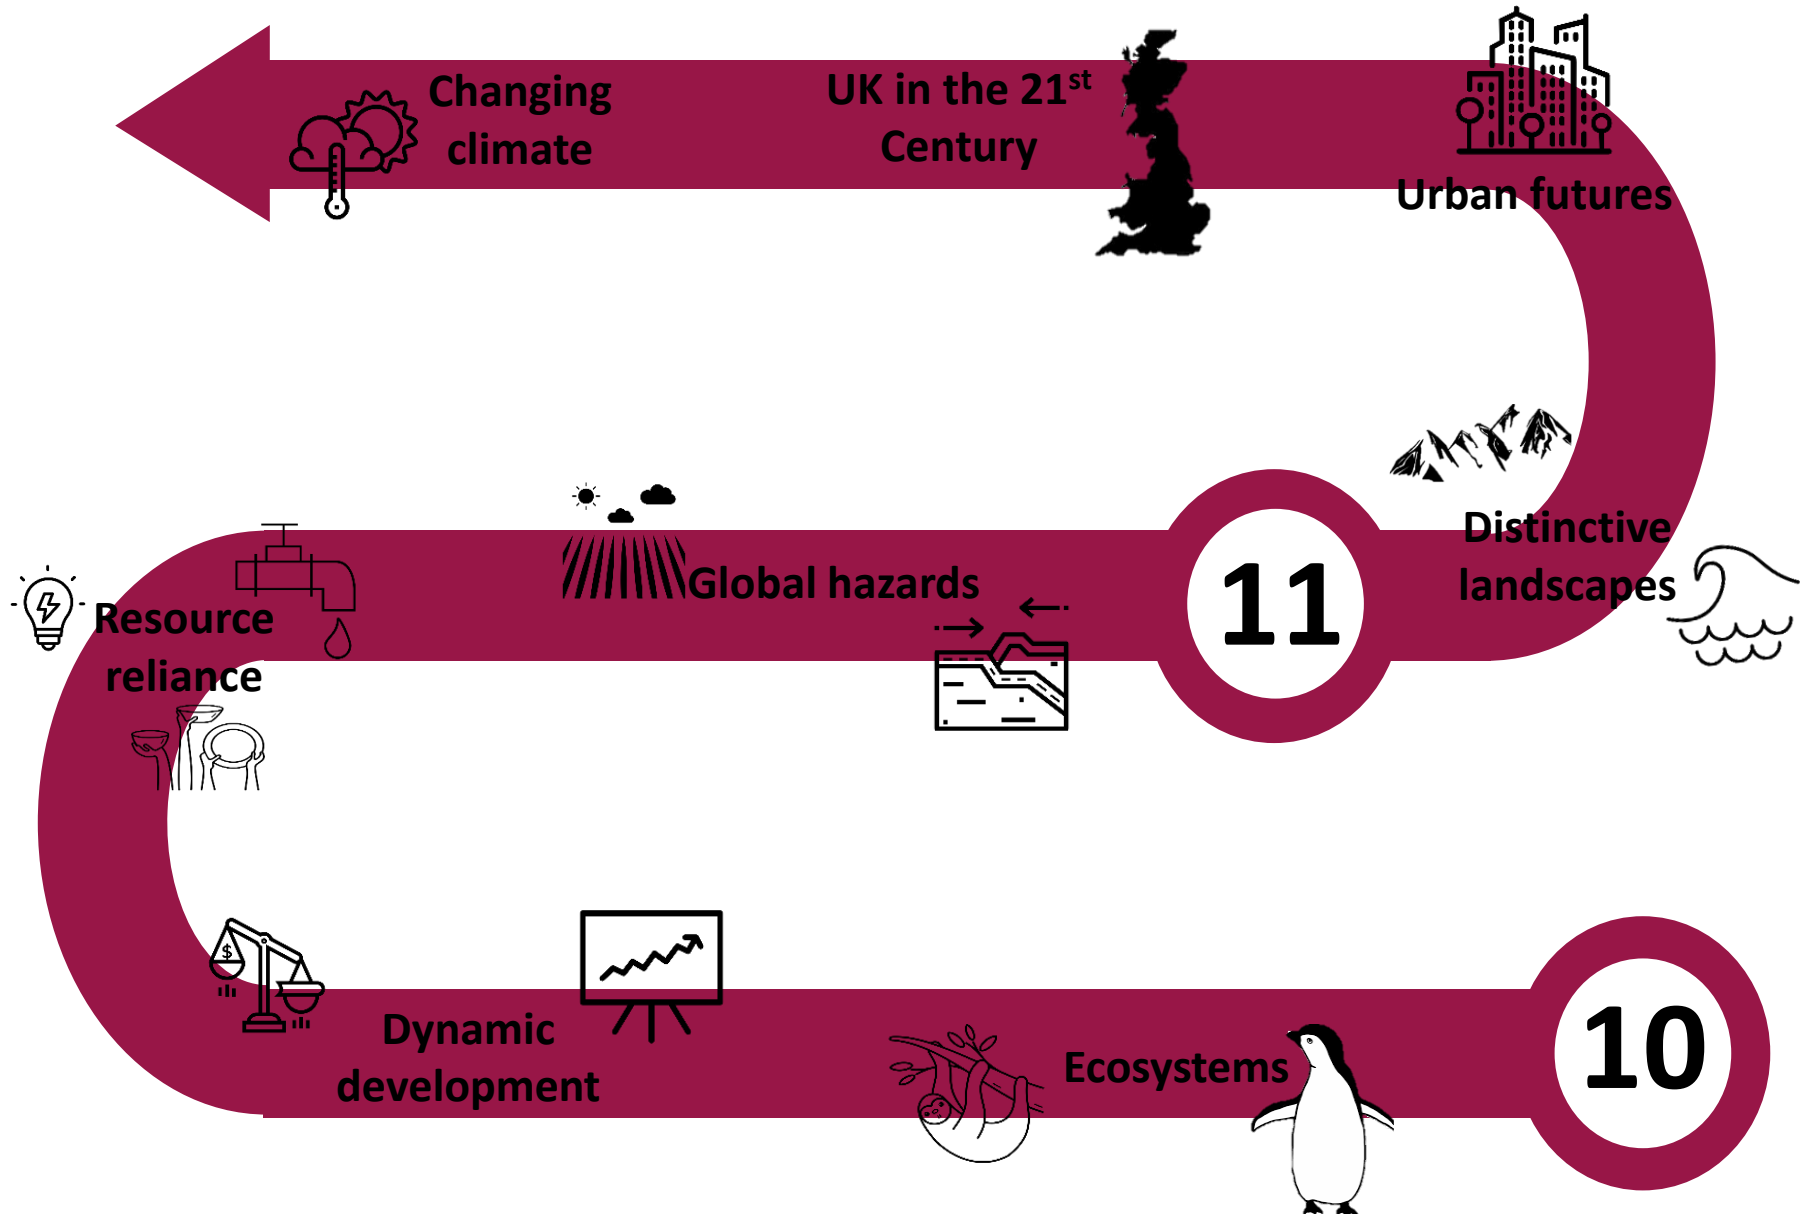 Changing
climate
UK in the 21st
Century
Urban futures
Distinctive
landscapes
11
Global hazards
Resource
reliance
$
Dynamic
development
Ecosystems
10